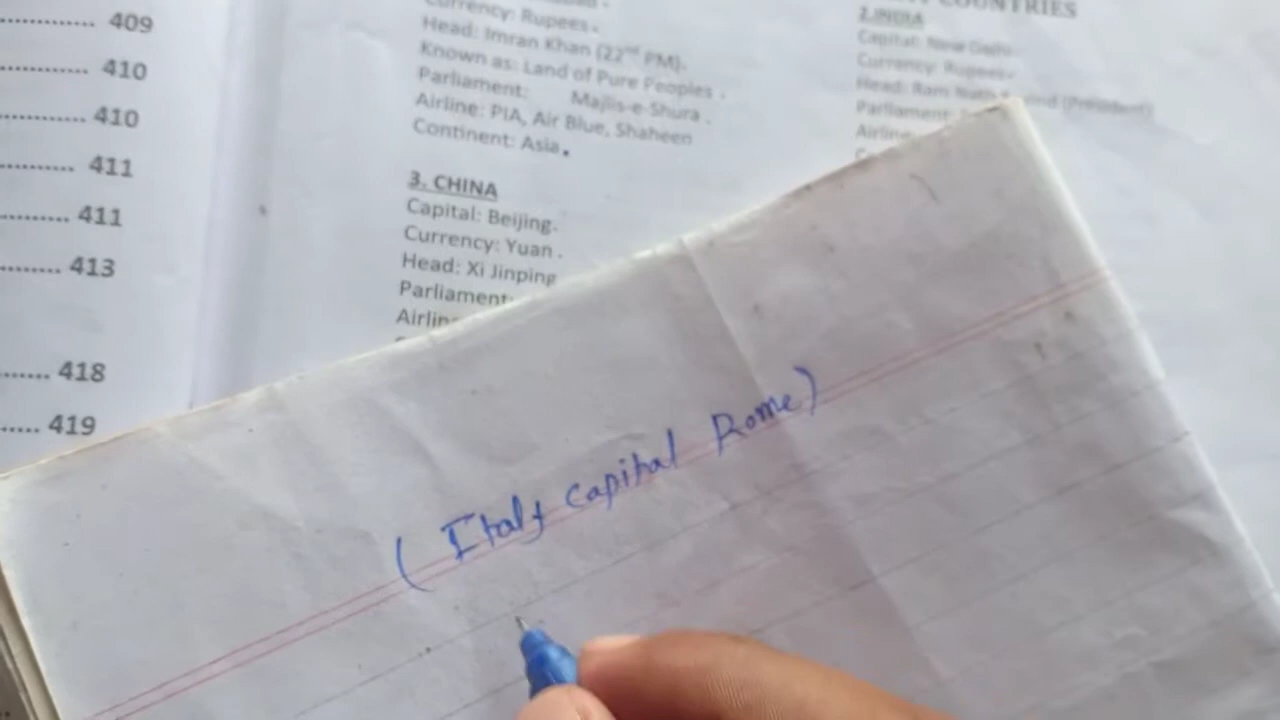 ............ 409
............ 410
............ 410
........... 411
......... 411
........ 413
....... 418
..... 419
Currency: Rupees.
Head: Imran Khan (22nd PM).
Known as: Land of Pure Peoples .
Parliament: Majlis-e-Shura .
Airline: PIA, Air Blue, Shaheen
Continent: Asia.
3. CHINA
Capital: Beijing.
Currency: Yuan .
Head: Xi Jinping
Parliament:
COUNTRIES
2.INDIA
Capital: New Delhi
Currency: Rupees
Head: Ram Nath (President)
Parliament
Airline
( Italy capital Rome)